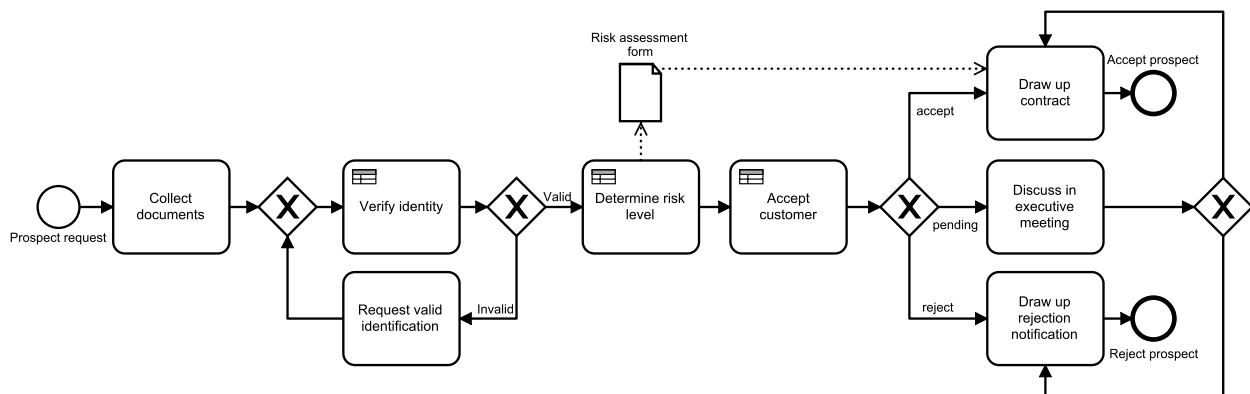 Risk assessment
form
Accept prospect
Draw up
contract
accept
Collect
documents
Verify identity
Valid
Determine risk
level
Accept
customer
Discuss in
executive
meeting
pending
Prospect request
Request valid
identification
Invalid
reject
Draw up
rejection
notification
Reject prospect